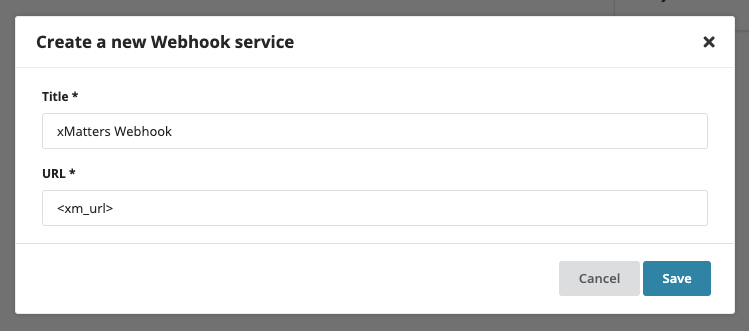 Create a new Webhook service
Title *
xMatters Webhook
URL *
<xm_url>
Cancel Save